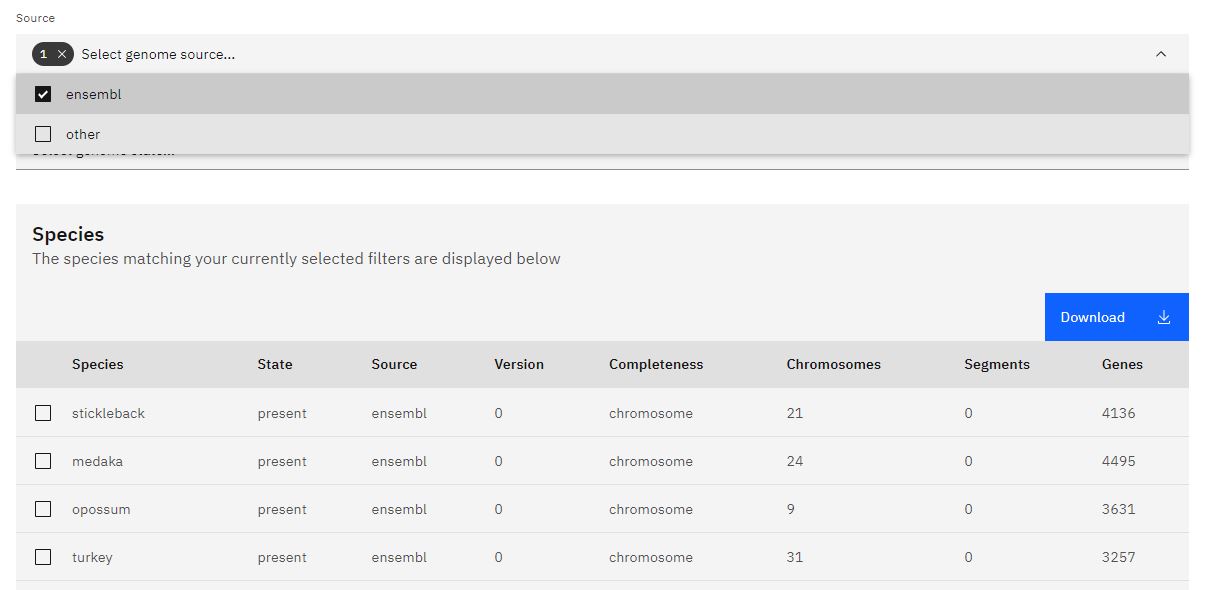 Source
1 Select genome source...
ensembl
other
Species
The species matching your currently selected filters are displayed below
Download
Species State Source Version Completeness Chromosomes Segments Genes
stickleback present ensembl 0 chromosome 21 0 4136
medaka present ensembl 0 chromosome 24 0 4495
opossum present ensembl 0 chromosome 9 0 3631
turkey present ensembl 0 chromosome 31 0 3257